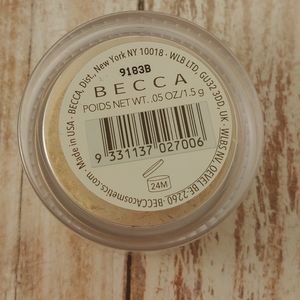 9183B
BECCA
POIDS NET WT. .05 OZ/1.5 g
9 331137 027006
24M
Made in USA · BECCA, Dist., New York NY 10018 · WLB LTD, GU32 3DD, UK · WLBS NV, DEVEL BE-2260 · BECCAcosmetics.com